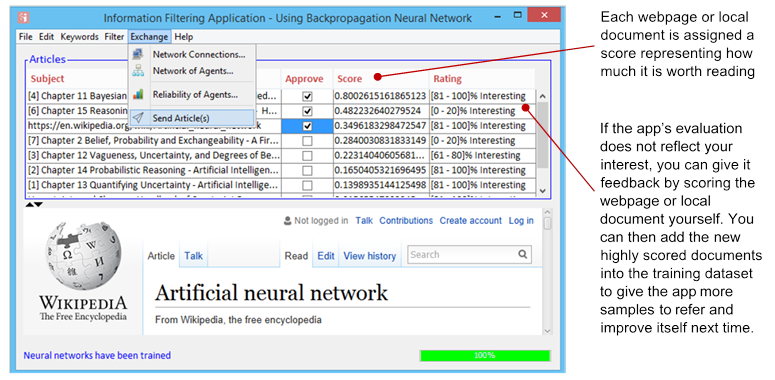 Information Filtering Application - Using Backpropagation Neural Network
File Edit Keywords Filter Exchange Help
Network Connections...
Network of Agents...
Reliability of Agents...
Send Article(s)
Articles
Subject Approve Score Rating
[4] Chapter 11 Bayesian ded... 0.8002615161865123 [81 - 100]% Interesting
[6] Chapter 15 Reasoning - H... 0.482232640279524 [0 - 20]% Interesting
https://en.wikipedia.org network 0.3496183298472547 [81 - 100]% Interesting
[7] Chapter 2 Belief, Probability and Exchangeability - A Fir... 0.2840030831833149 [0 - 20]% Interesting
[3] Chapter 12 Vagueness, Uncertainty, and Degrees of Be... 0.22314040605681... [61 - 80]% Interesting
[2] Chapter 14 Probabilistic Reasoning - Artificial Intelligen... 0.1650405321696496 [81 - 100]% Interesting
[1] Chapter 13 Quantifying Uncertainty - Artificial Intellige... 0.1398935144125498 [81 - 100]% Interesting
Not logged in Talk Contributions Create account Log in
Article Talk Read Edit View history Search
WIKIPEDIA
The Free Encyclopedia
Artificial neural network
From Wikipedia, the free encyclopedia
Neural networks have been trained 100%
Each webpage or local
document is assigned a
score representing how
much it is worth reading
If the app's evaluation
does not reflect your
interest, you can give it
feedback by scoring the
webpage or local
document yourself. You
can then add the new
highly scored documents
into the training dataset
to give the app more
samples to refer and
improve itself next time.